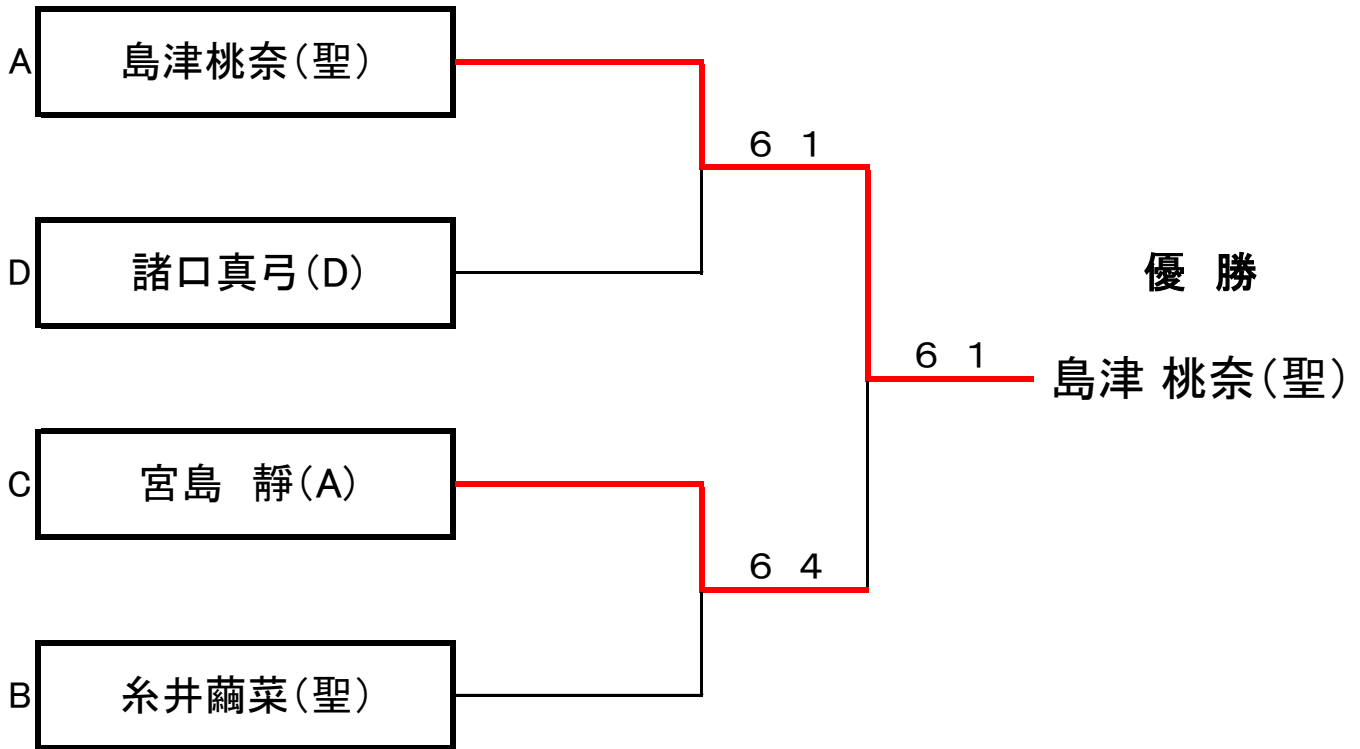 A 島津桃奈(聖)
6 1
D 諸口真弓(D)
優 勝
6 1 島津 桃奈(聖)
C 宮島 靜(A)
6 4
B 糸井繭菜(聖)